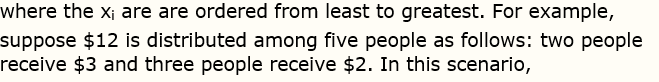 where the xᵢ are are ordered from least to greatest. For example,
suppose $12 is distributed among five people as follows: two people
receive $3 and three people receive $2. In this scenario,